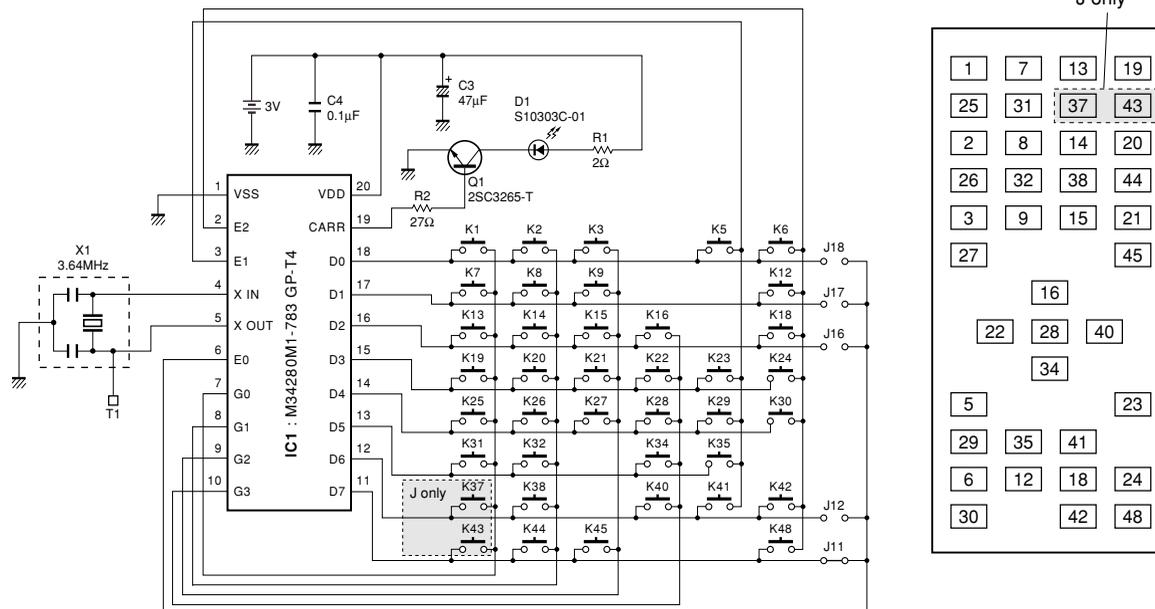 J only
3V
C4
0.1µF
+
C3
47µF
D1
S10303C-01
R1
2Ω
Q1
2SC3265-T
R2
27Ω
X1
3.64MHz
T1
IC1 : M34280M1-783 GP-T4
1 VSS VDD 20
2 E2 CARR 19
3 E1 D0 18
4 X IN D1 17
5 X OUT D2 16
6 E0 D3 15
7 G0 D4 14
8 G1 D5 13
9 G2 D6 12
10 G3 D7 11
K1 K2 K3 K5 K6 J18
K7 K8 K9 K12 J17
K13 K14 K15 K16 K18 J16
K19 K20 K21 K22 K23 K24
K25 K26 K27 K28 K29 K30
K31 K32 K34 K35
J only K37 K38 K40 K41 K42 J12
K43 K44 K45 K48 J11
1 7 13 19
25 31 37 43
2 8 14 20
26 32 38 44
3 9 15 21
27 45
16
22 28 40
34
5 23
29 35 41
6 12 18 24
30 42 48